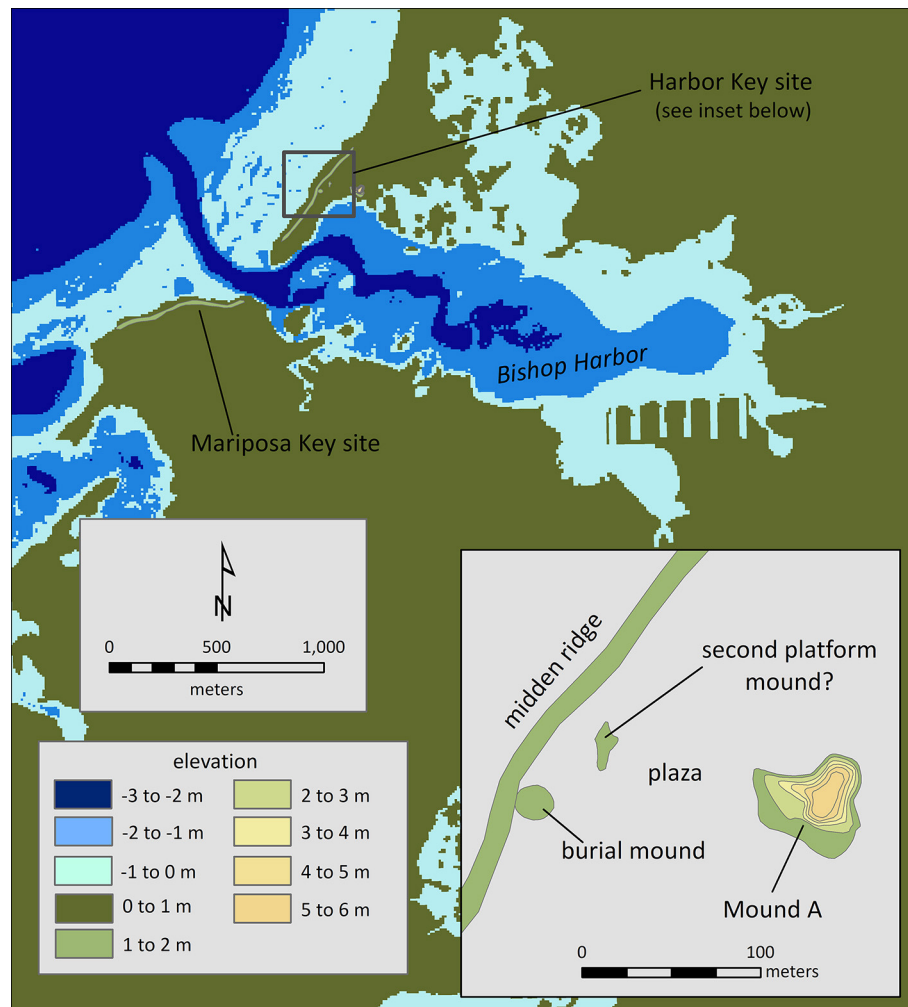 Harbor Key site
(see inset below)
Bishop Harbor
Mariposa Key site
N
0 500 1,000
meters
elevation
-3 to -2 m
-2 to -1 m
-1 to 0 m
0 to 1 m
1 to 2 m
2 to 3 m
3 to 4 m
4 to 5 m
5 to 6 m
midden ridge
second platform
mound?
plaza
burial mound
Mound A
0 100
meters